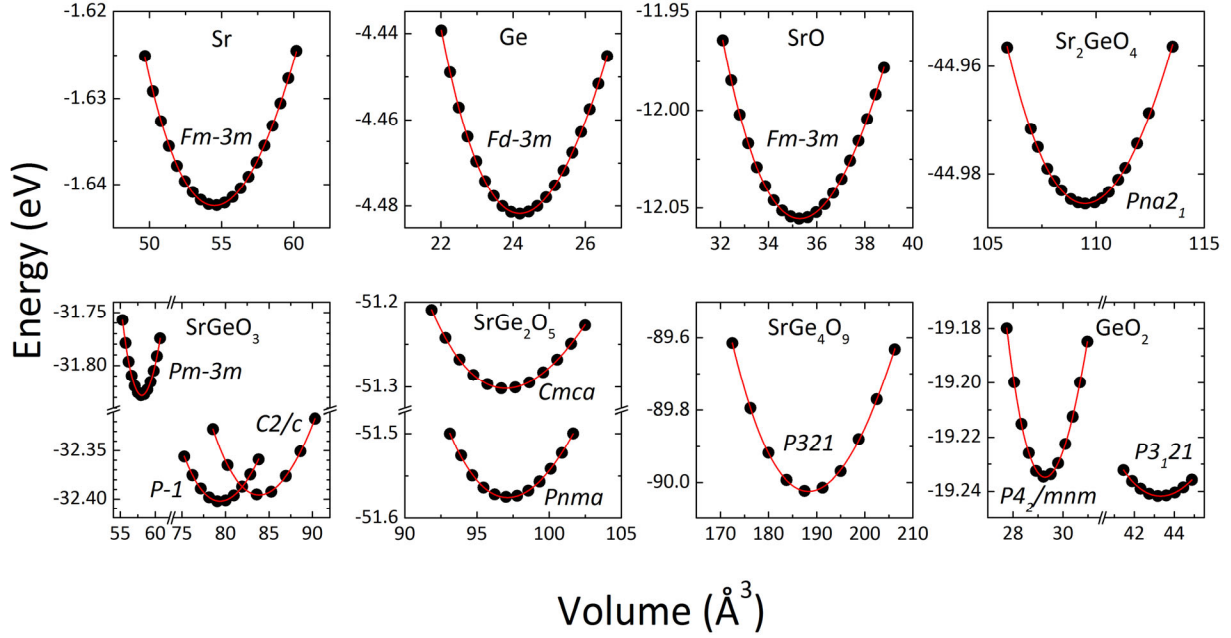 -1.62
-1.63
-1.64
Sr
Fm-3m
50
55
60
-4.44
-4.46
-4.48
Ge
Fd-3m
22
24
26
-11.95
-12.00
-12.05
SrO
Fm-3m
32
34
36
38
40
-44.96
-44.98
Sr₂GeO₄
Pna2₁
105
110
115
Energy (eV)
-31.75
-31.80
-32.35
-32.40
SrGeO₃
Pm-3m
C2/c
P-1
55
60
75
80
85
90
-51.2
-51.3
-51.5
-51.6
SrGe₂O₅
Cmca
Pnma
90
95
100
105
-89.6
-89.8
-90.0
SrGe₄O₉
P321
170
180
190
200
210
-19.18
-19.20
-19.22
-19.24
GeO₂
P3₁21
P4₂/mnm
28
30
42
44
Volume (Å³)